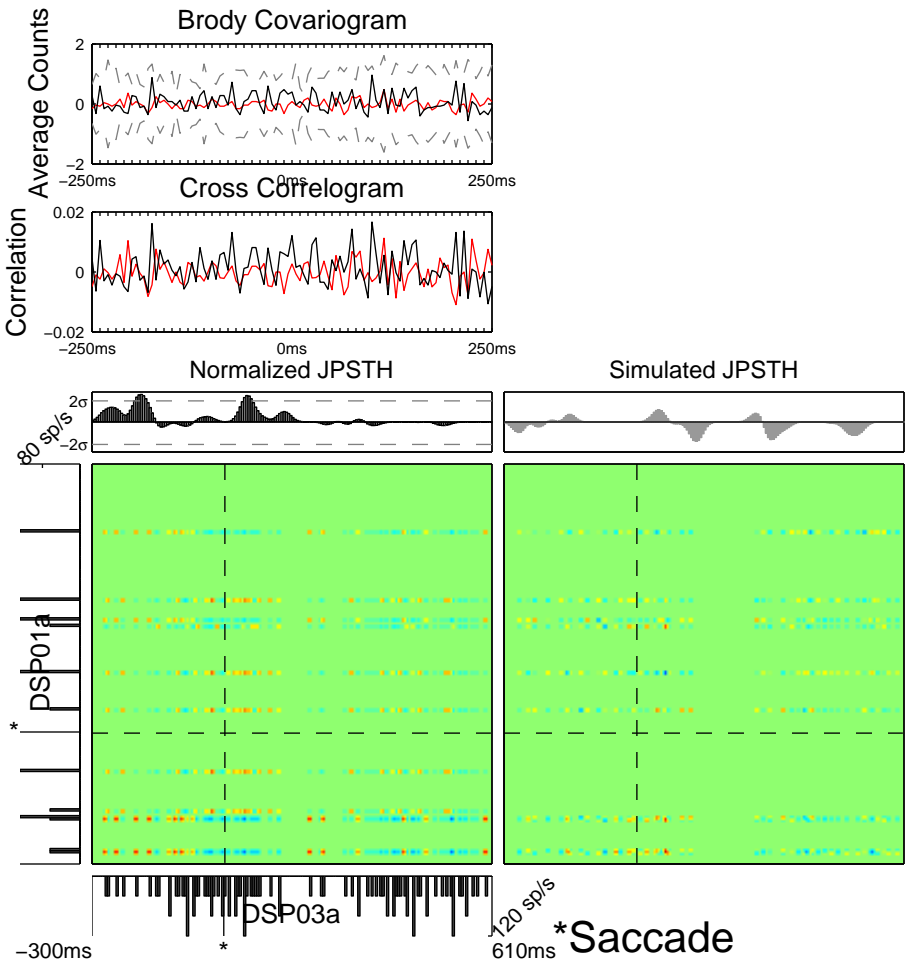 Brody Covariogram
Average Counts
2
0
−2
−250ms
0ms
250ms
Cross Correlogram
Correlation
0.02
0
−0.02
−250ms
0ms
250ms
Normalized JPSTH
Simulated JPSTH
2σ
−2σ
80 sp/s
DSP01a
*
DSP03a
120 sp/s
−300ms
*
610ms
*Saccade